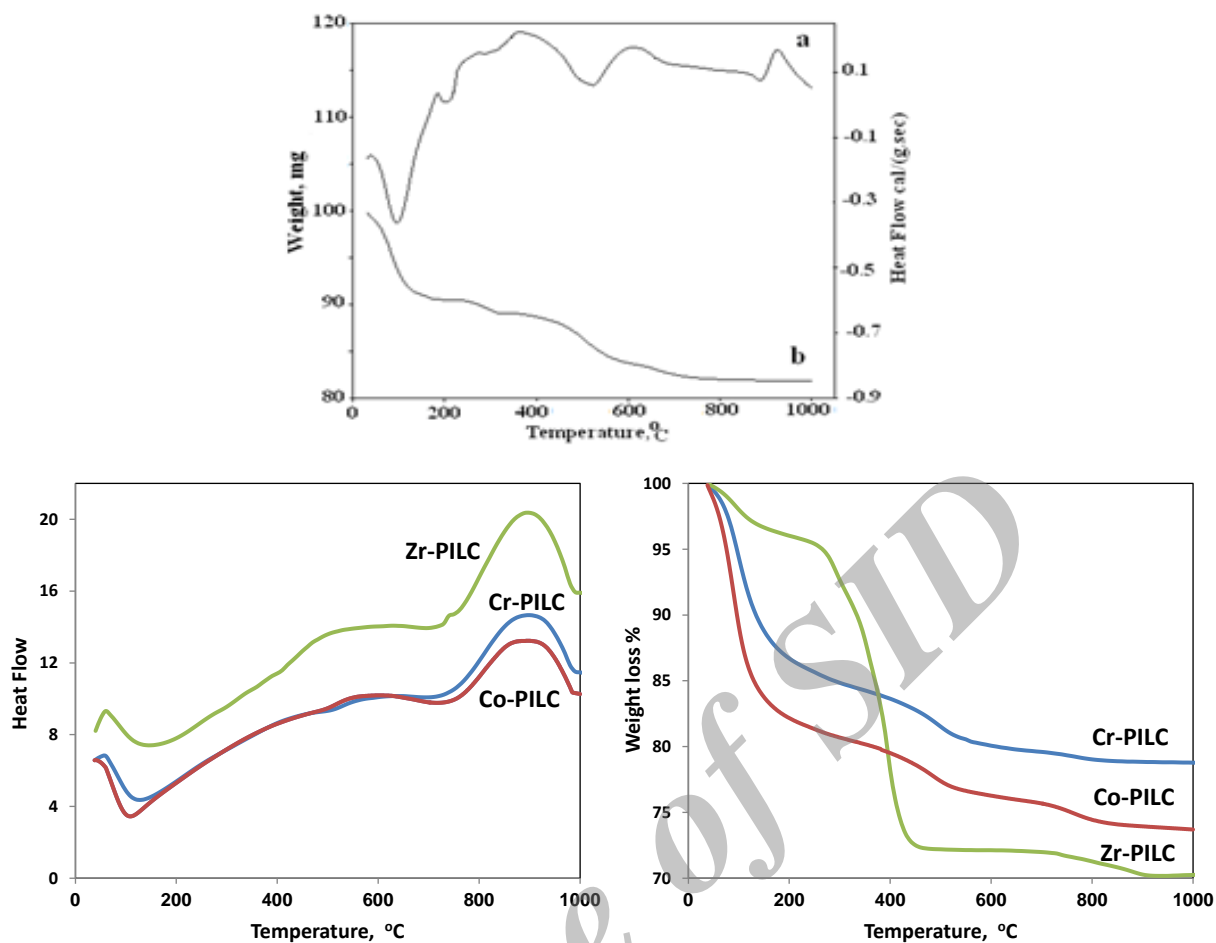 120
110
100
90
80
Weight, mg
a
b
0.1
-0.1
-0.3
-0.5
-0.7
-0.9
Heat Flow cal/(g.sec)
0 200 400 600 800 1000
Temperature,°C
20
16
12
8
4
0
Heat Flow
Zr-PILC
Cr-PILC
Co-PILC
0 200 400 600 800 1000
Temperature, °C
100
95
90
85
80
75
70
Weight loss %
Cr-PILC
Co-PILC
Zr-PILC
0 200 400 600 800 1000
Temperature, °C
e of SID